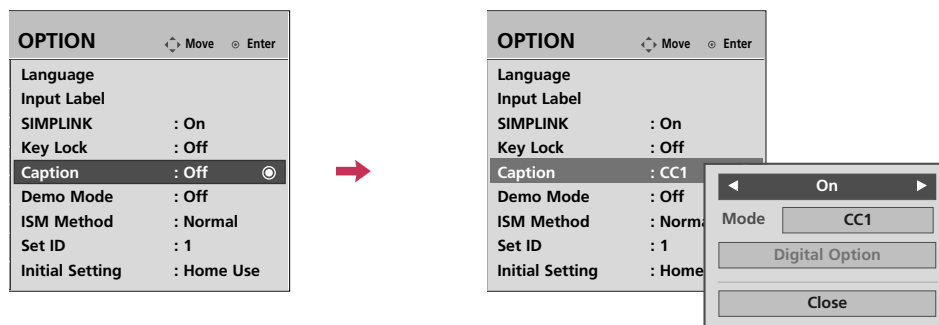 OPTION Move Enter
Language
Input Label
SIMPLINK : On
Key Lock : Off
Caption : Off
Demo Mode : Off
ISM Method : Normal
Set ID : 1
Initial Setting : Home Use
OPTION Move Enter
Language
Input Label
SIMPLINK : On
Key Lock : Off
Caption : CC1
Demo Mode : Off
ISM Method : Norma
Set ID : 1
Initial Setting : Home
On
Mode CC1
Digital Option
Close